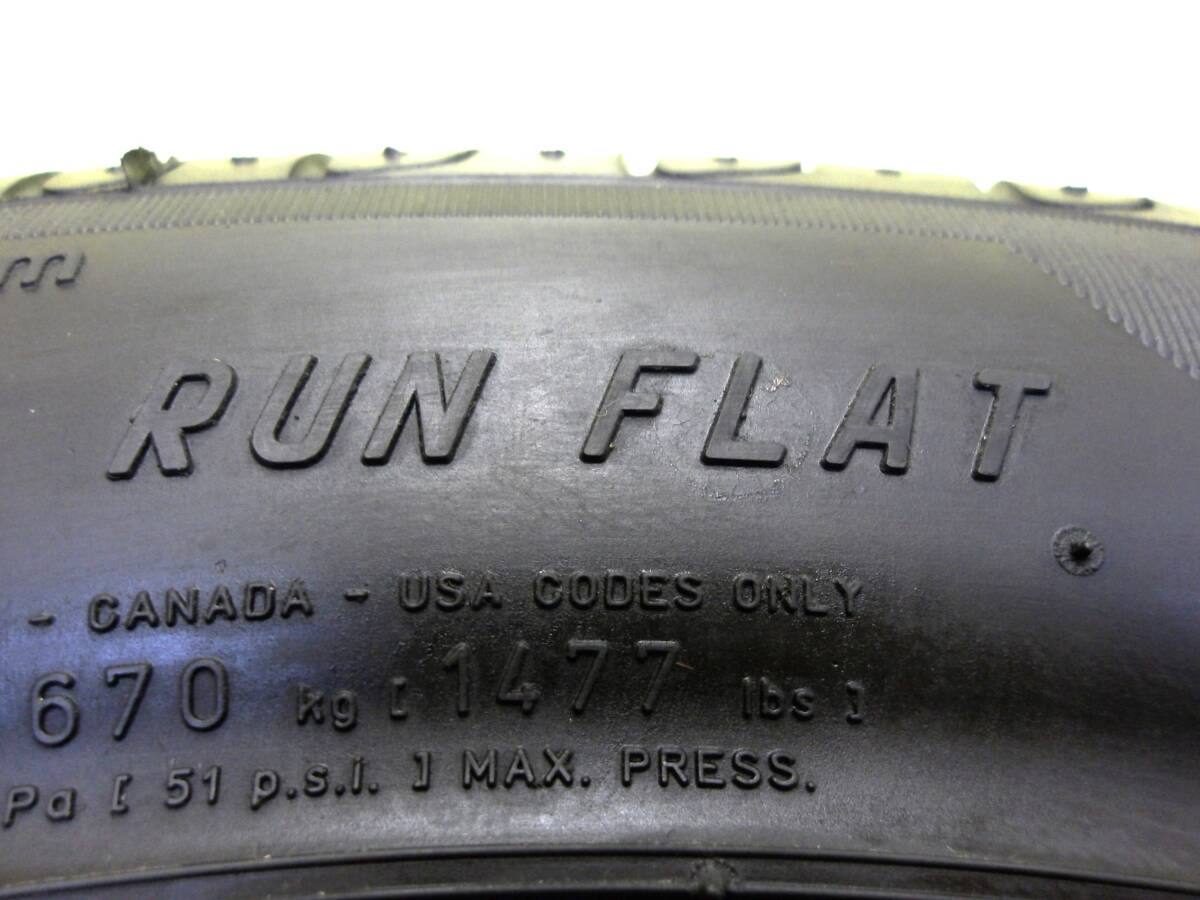 RUN FLAT
- CANADA - USA CODES ONLY
670 kg [ 1477 lbs ]
Pa [ 51 p.s.i. ] MAX. PRESS.